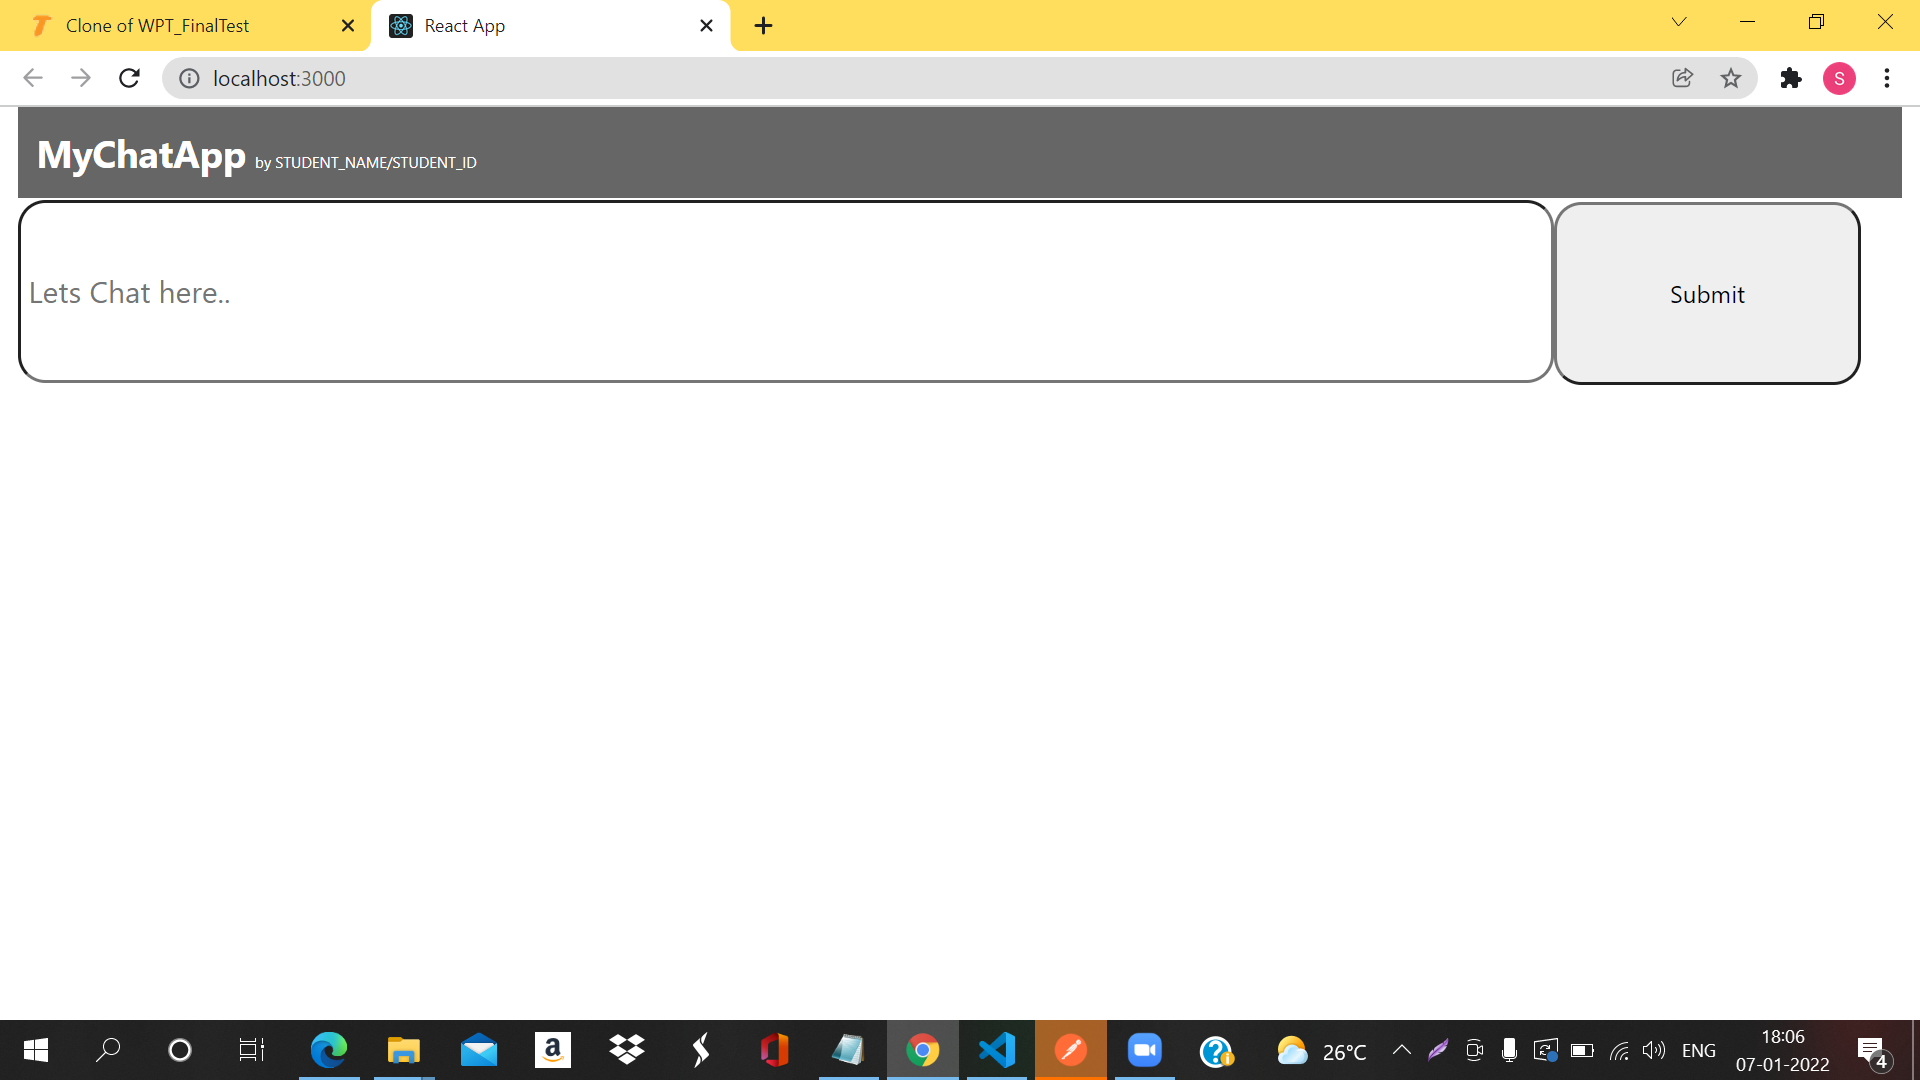 Clone of WPT_FinalTest
React App
localhost:3000
S
MyChatApp by STUDENT_NAME/STUDENT_ID
Lets Chat here..
Submit
a
26°C
ENG
18:06
07-01-2022
4